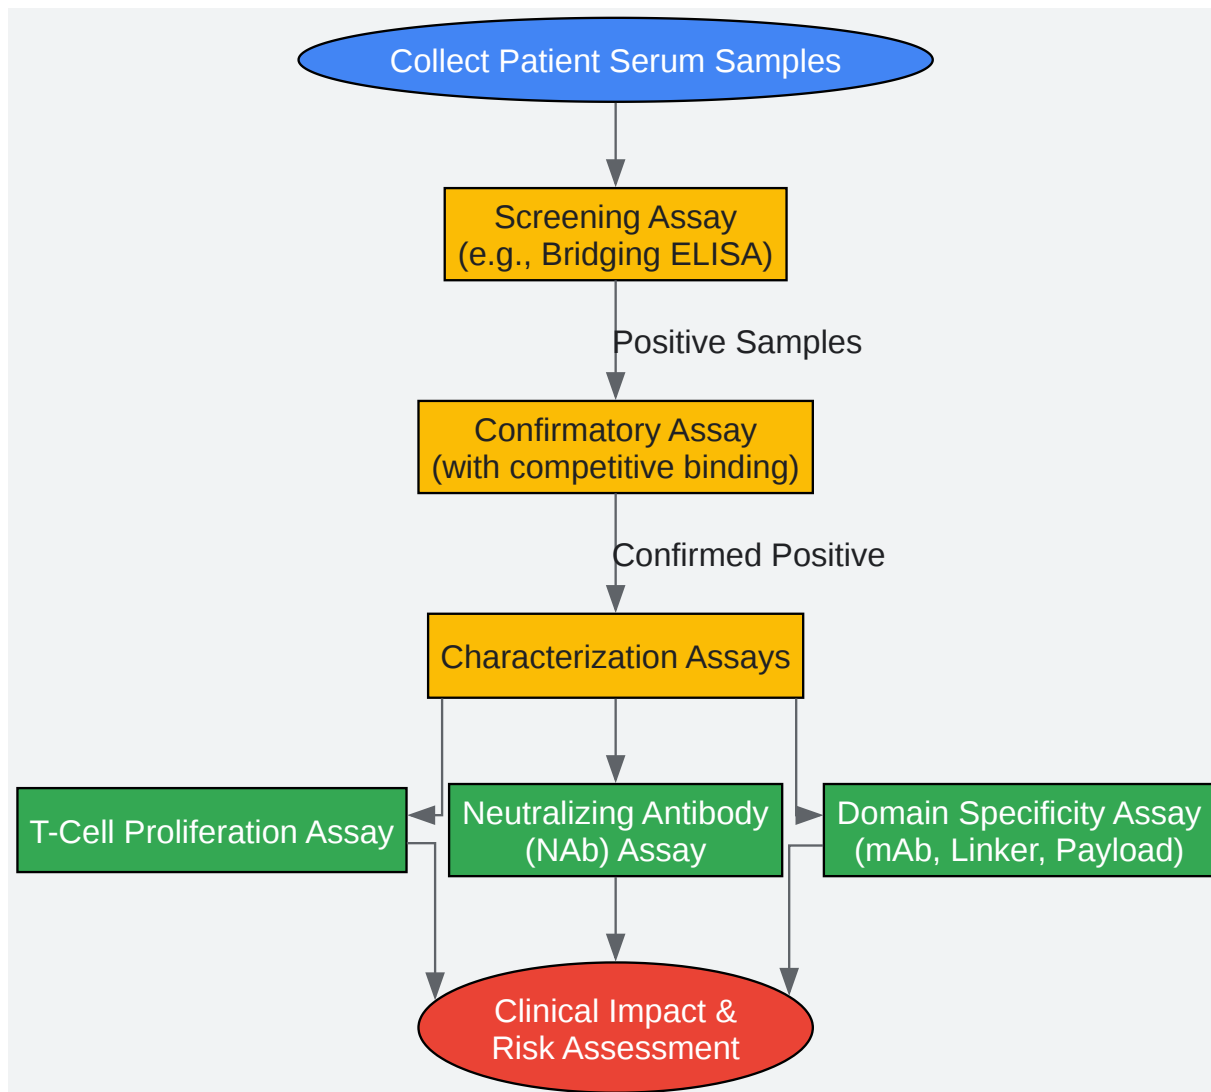 Collect Patient Serum Samples
Screening Assay
(e.g., Bridging ELISA)
Positive Samples
Confirmatory Assay
(with competitive binding)
Confirmed Positive
Characterization Assays
T-Cell Proliferation Assay
Neutralizing Antibody
(NAb) Assay
Domain Specificity Assay
(mAb, Linker, Payload)
Clinical Impact &
Risk Assessment